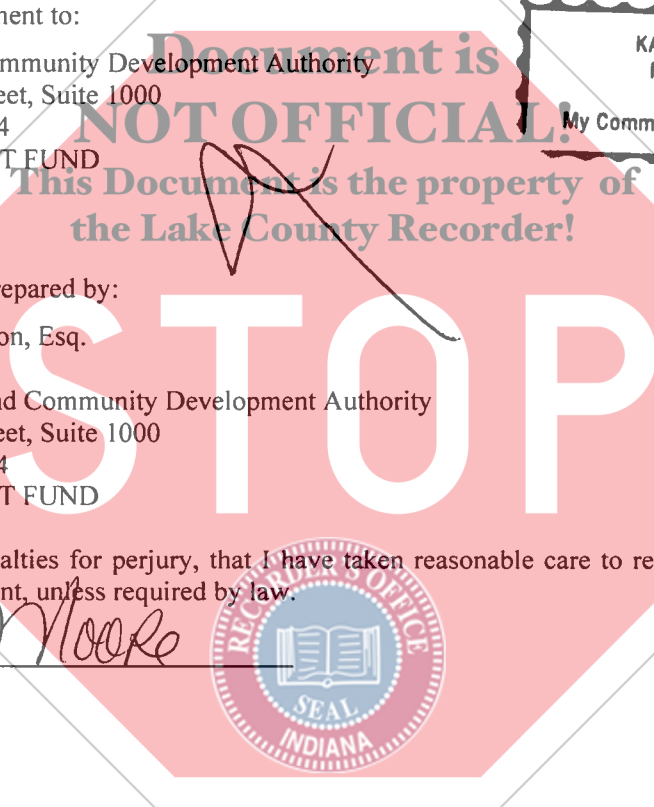 ment to:
mmunity Development Authority
eet, Suite 1000
4
T FUND
KA
My Comm
Document is
NOT OFFICIAL!
This Document is the property of
the Lake County Recorder!
STOP
repared by:
on, Esq.
nd Community Development Authority
eet, Suite 1000
4
T FUND
alties for perjury, that I have taken reasonable care to re
nt, unless required by law.
Moore
RECORDER'S OFFICE
SEAL
INDIANA